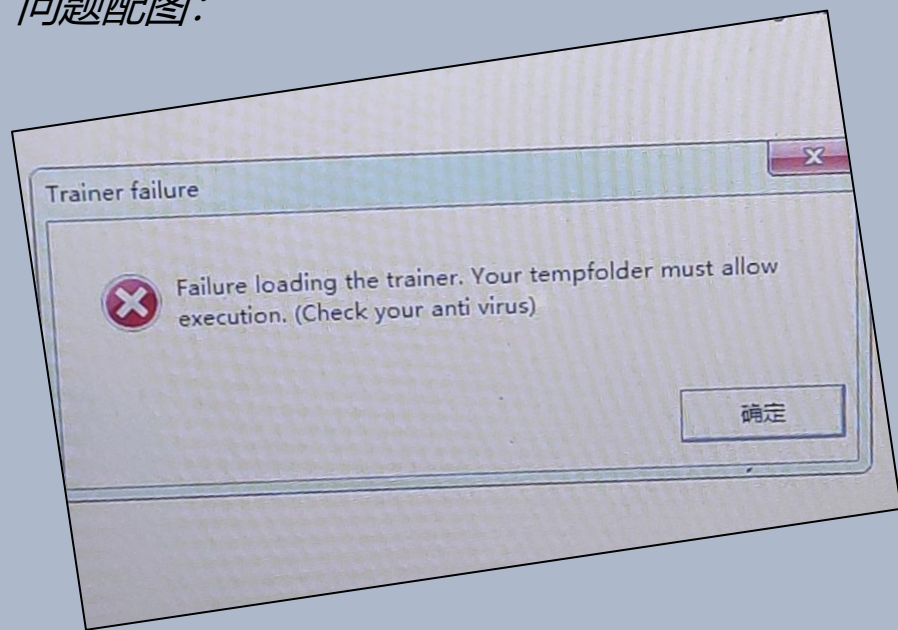 问题配图:
Trainer failure
Failure loading the trainer. Your tempfolder must allow
execution. (Check your anti virus)
确定